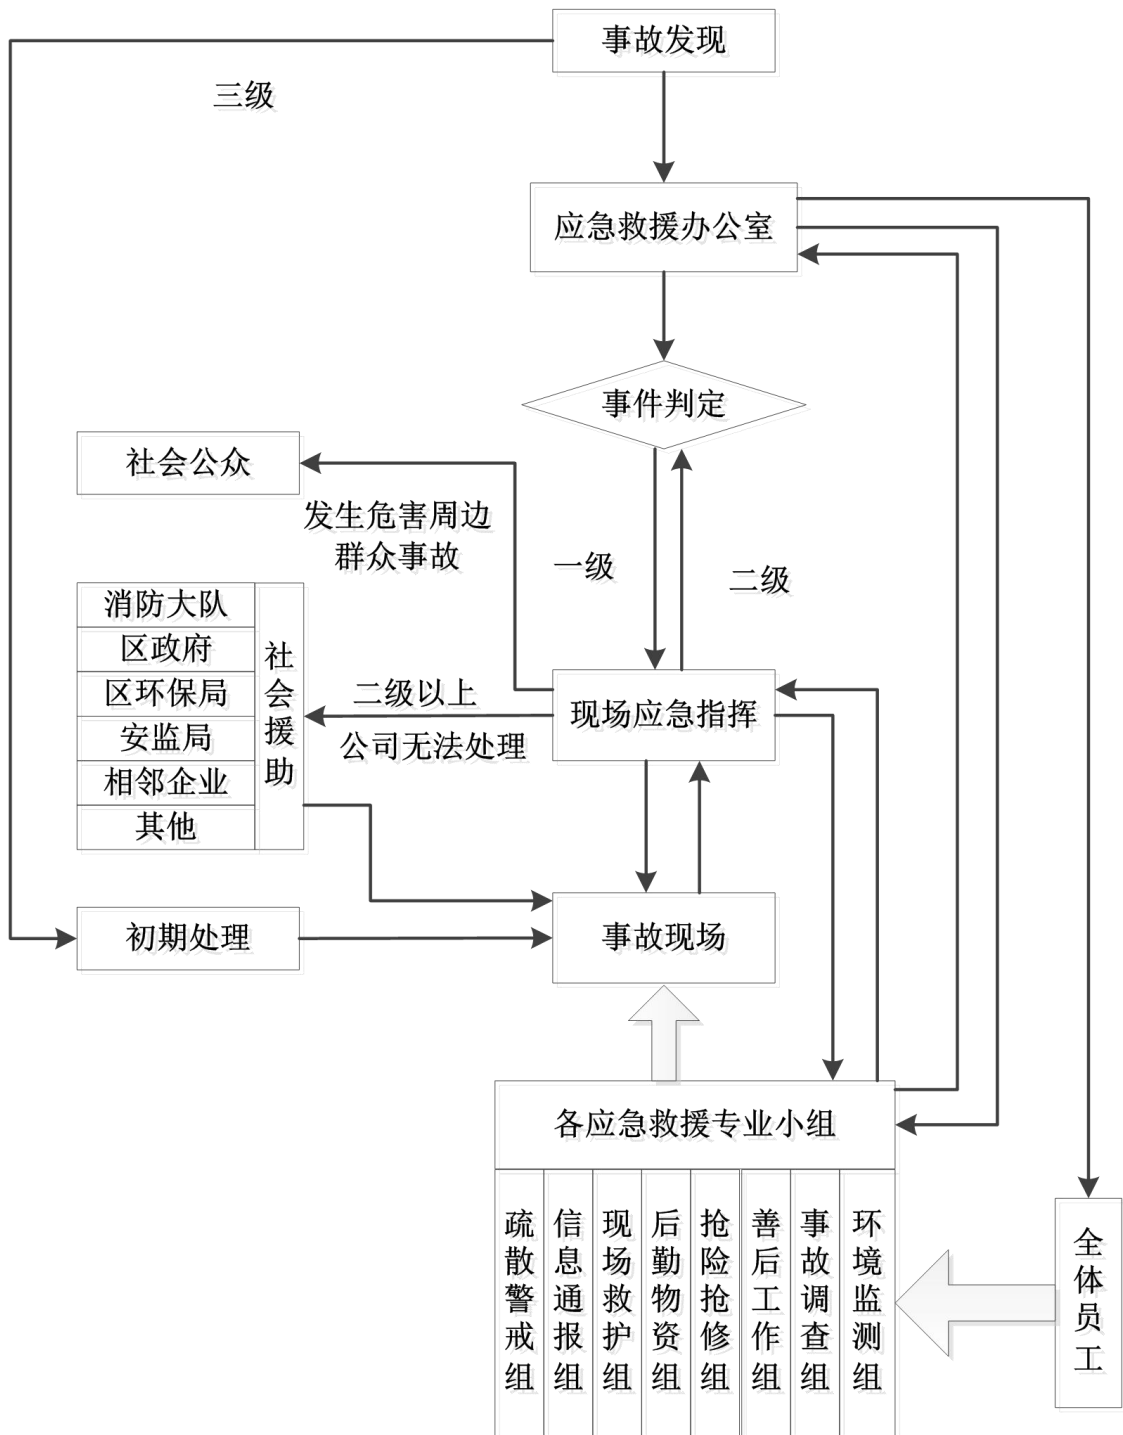 事故发现
三级
应急救援办公室
事件判定
社会公众
发生危害周边
群众事故
一级
二级
消防大队
区政府
区环保局
安监局
相邻企业
其他
社会援助
二级以上
公司无法处理
现场应急指挥
初期处理
事故现场
各应急救援专业小组
疏散警戒组
信息通报组
现场救护组
后勤物资组
抢险抢修组
善后工作组
事故调查组
环境监测组
全体员工